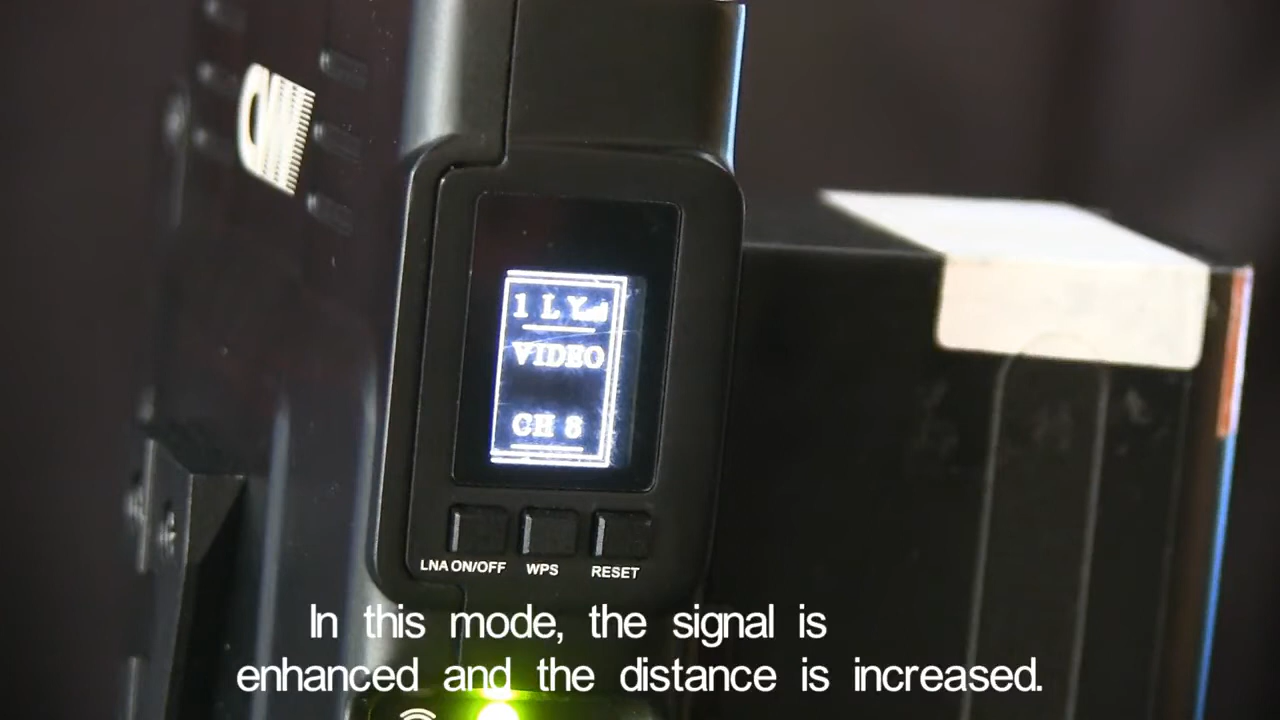 1 L Y
VIDEO
CH 8
LNA ON/OFF
WPS
RESET
In this mode, the signal is
enhanced and the distance is increased.